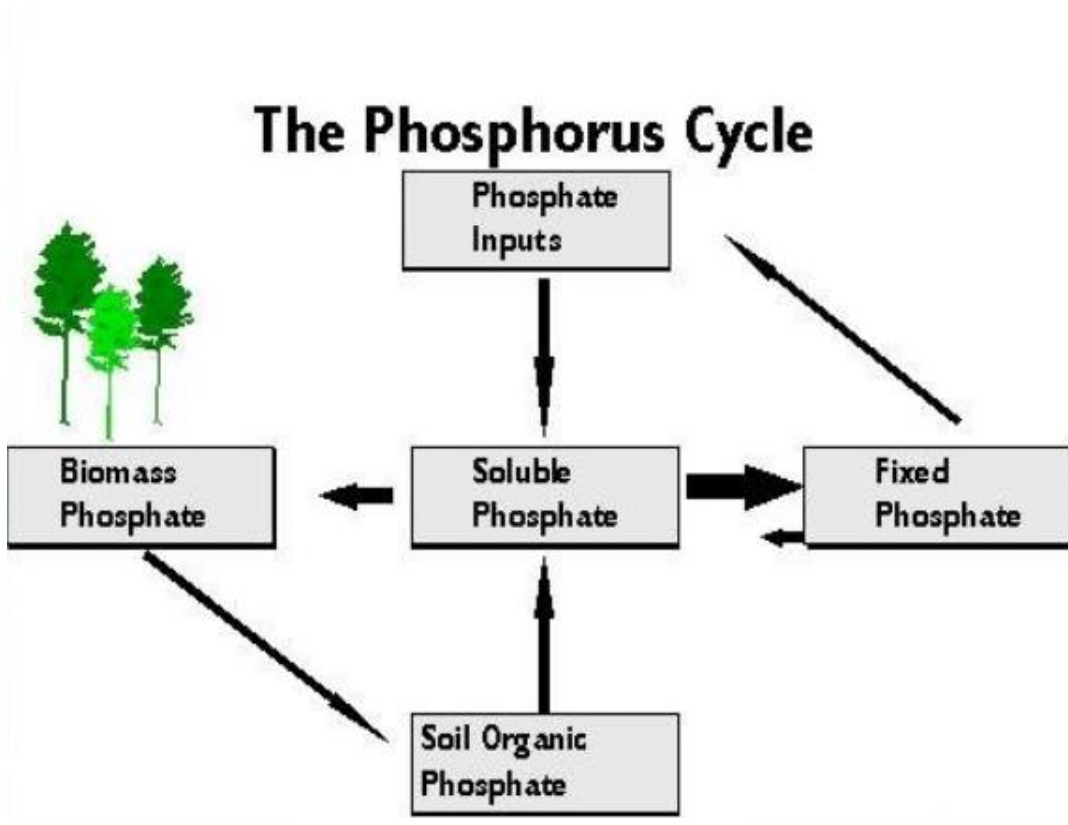 The Phosphorus Cycle
Phosphate
Inputs
Biomass
Phosphate
Soluble
Phosphate
Fixed
Phosphate
Soil Organic
Phosphate